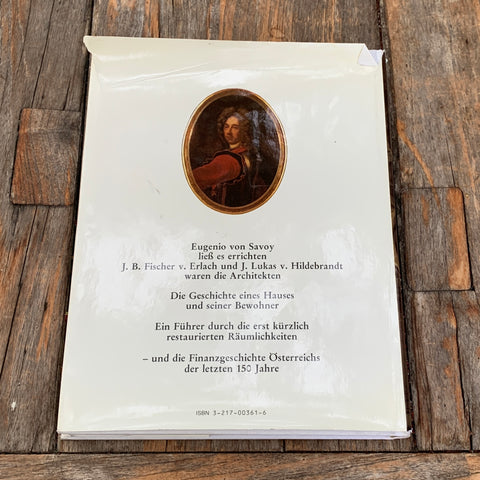 Eugenio von Savoy
ließ es errichten
J. B. Fischer v. Erlach und J. Lukas v. Hildebrandt
waren die Architekten
Die Geschichte eines Hauses
und seiner Bewohner
Ein Führer durch die erst kürzlich
restaurierten Räumlichkeiten
– und die Finanzgeschichte Österreichs
der letzten 150 Jahre
ISBN 3-217-00361-6